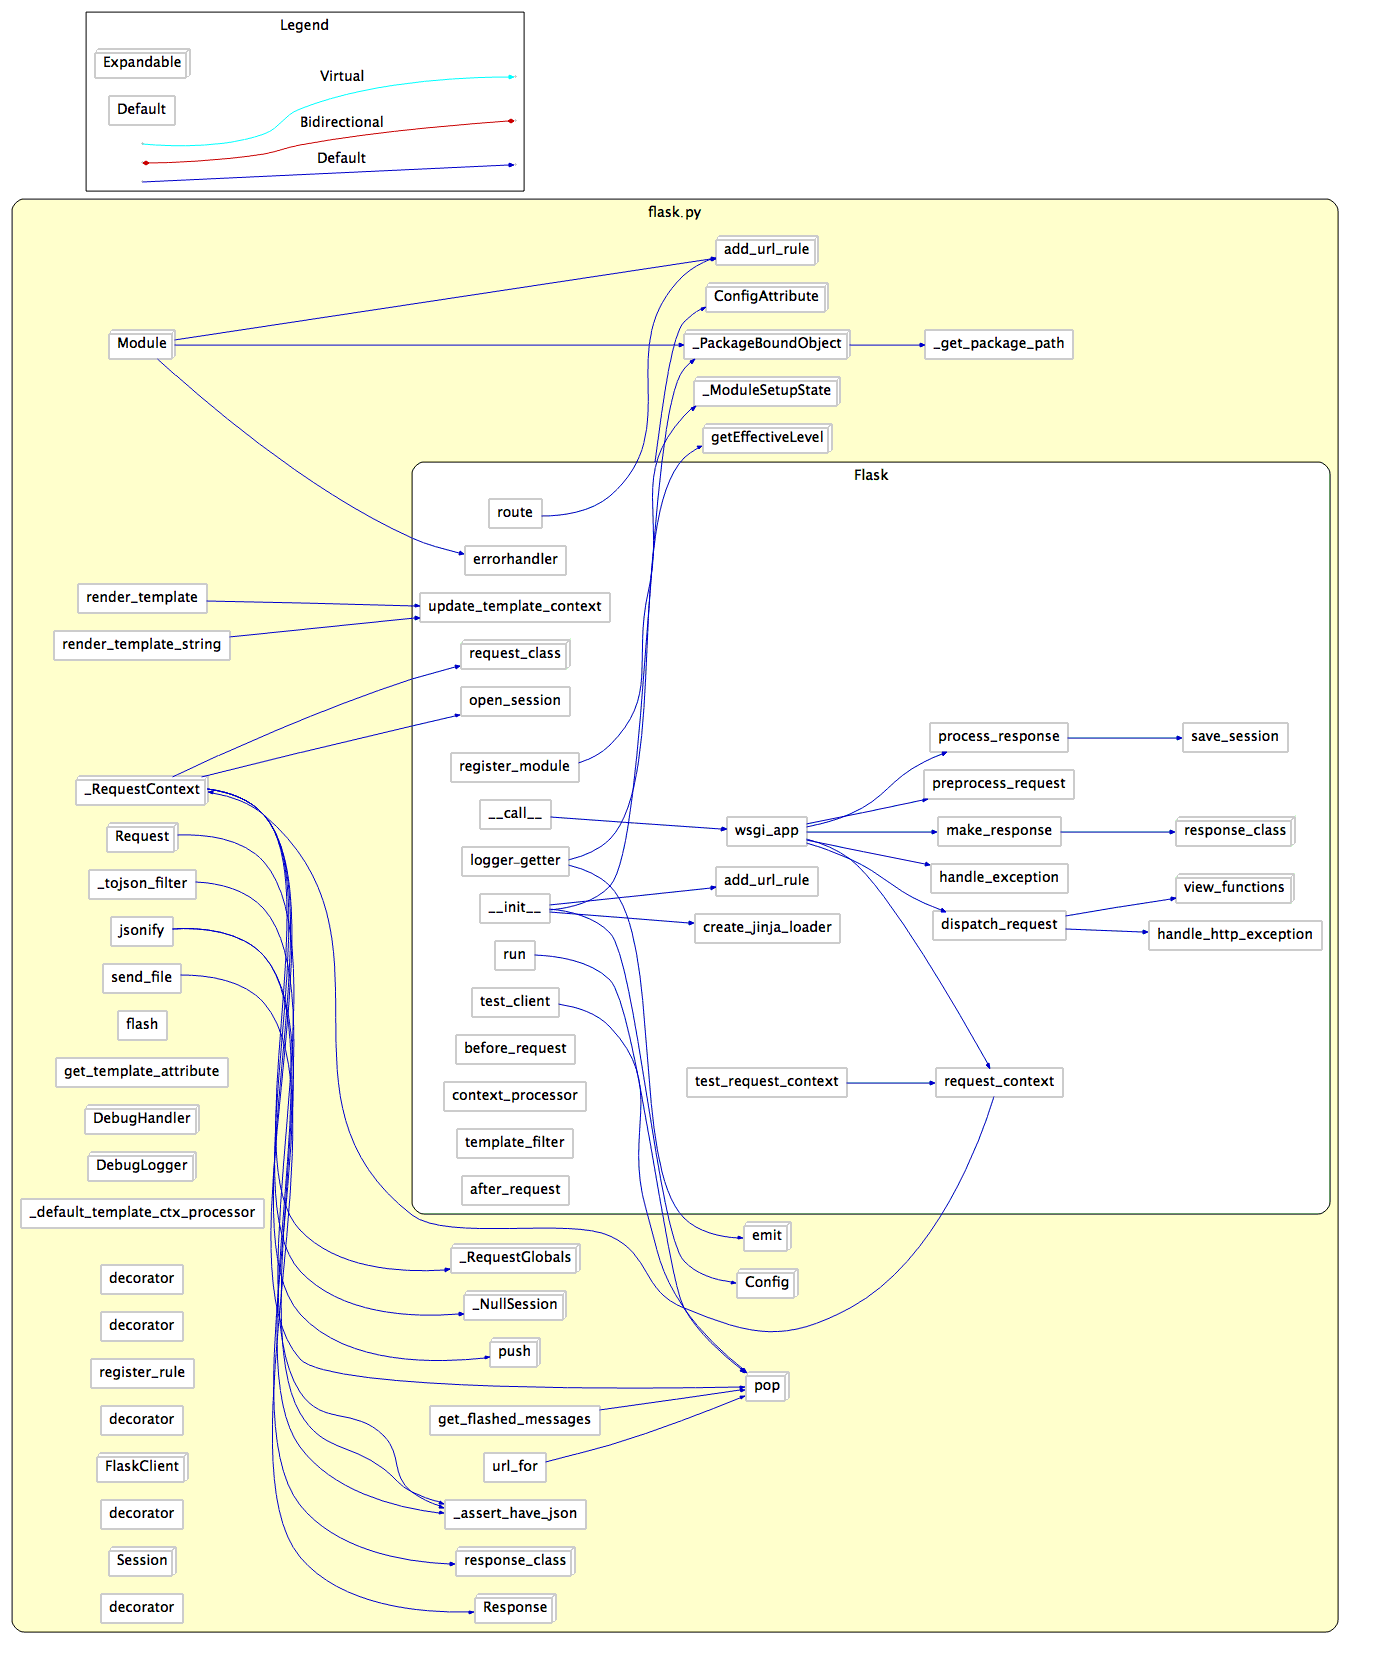 Legend
Expandable
Virtual
Default
Bidirectional
Default
flask.py
add_url_rule
ConfigAttribute
Module
_PackageBoundObject
_get_package_path
_ModuleSetupState
getEffectiveLevel
Flask
route
errorhandler
render_template
update_template_context
render_template_string
request_class
open_session
process_response
save_session
register_module
preprocess_request
_RequestContext
__call__
wsgi_app
make_response
response_class
Request
logger_getter
add_url_rule
handle_exception
view_functions
_tojson_filter
__init__
create_jinja_loader
dispatch_request
handle_http_exception
jsonify
run
send_file
test_client
flash
before_request
get_template_attribute
context_processor
test_request_context
request_context
DebugHandler
template_filter
DebugLogger
after_request
_default_template_ctx_processor
emit
_RequestGlobals
decorator
Config
_NullSession
decorator
push
register_rule
pop
decorator
get_flashed_messages
FlaskClient
url_for
decorator
_assert_have_json
Session
response_class
decorator
Response